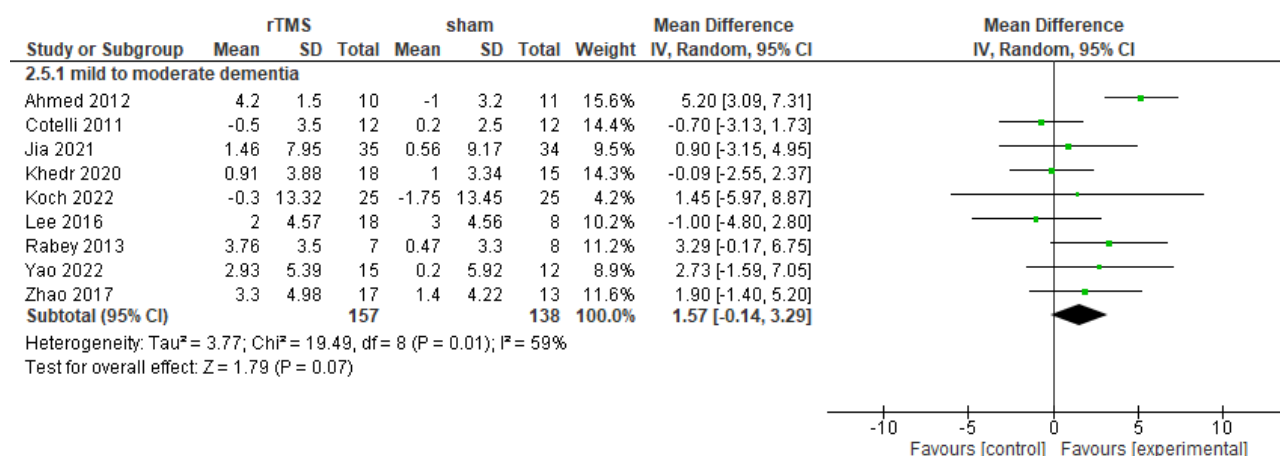 rTMS sham Mean Difference Mean Difference
Study or Subgroup Mean SD Total Mean SD Total Weight IV, Random, 95% CI IV, Random, 95% CI
2.5.1 mild to moderate dementia
Ahmed 2012 4.2 1.5 10 -1 3.2 11 15.6% 5.20 [3.09, 7.31]
Cotelli 2011 -0.5 3.5 12 0.2 2.5 12 14.4% -0.70 [-3.13, 1.73]
Jia 2021 1.46 7.95 35 0.56 9.17 34 9.5% 0.90 [-3.15, 4.95]
Khedr 2020 0.91 3.88 18 1 3.34 15 14.3% -0.09 [-2.55, 2.37]
Koch 2022 -0.3 13.32 25 -1.75 13.45 25 4.2% 1.45 [-5.97, 8.87]
Lee 2016 2 4.57 18 3 4.56 8 10.2% -1.00 [-4.80, 2.80]
Rabey 2013 3.76 3.5 7 0.47 3.3 8 11.2% 3.29 [-0.17, 6.75]
Yao 2022 2.93 5.39 15 0.2 5.92 12 8.9% 2.73 [-1.59, 7.05]
Zhao 2017 3.3 4.98 17 1.4 4.22 13 11.6% 1.90 [-1.40, 5.20]
Subtotal (95% CI) 157 138 100.0% 1.57 [-0.14, 3.29]
Heterogeneity: Tau² = 3.77; Chi² = 19.49, df = 8 (P = 0.01); I² = 59%
Test for overall effect: Z = 1.79 (P = 0.07)
-10 -5 0 5 10
Favours [control] Favours [experimental]